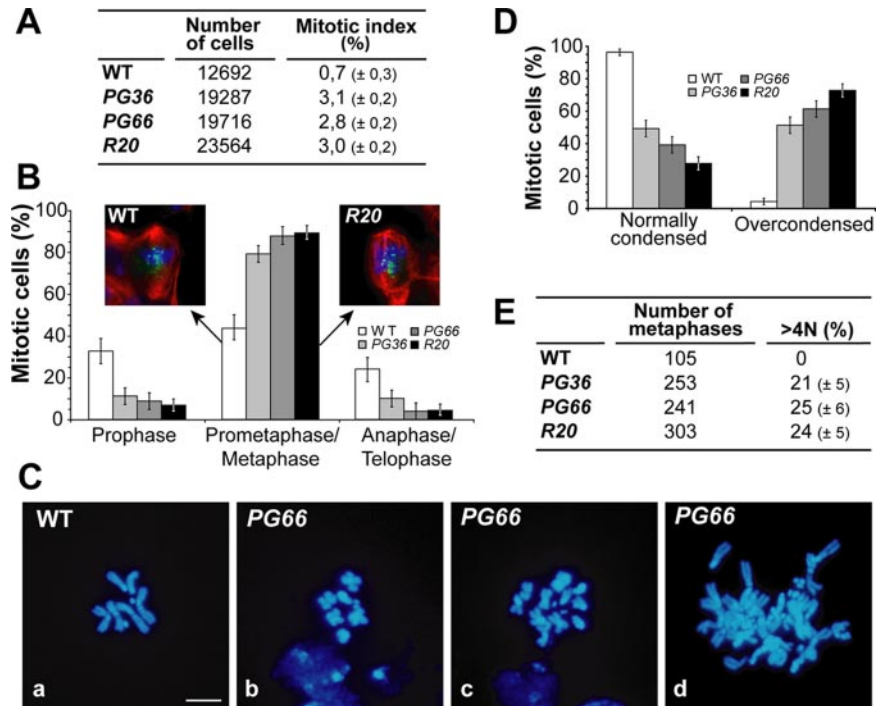 A
Number of cells Mitotic index (%)
WT 12692 0,7 (± 0,3)
PG36 19287 3,1 (± 0,2)
PG66 19716 2,8 (± 0,2)
R20 23564 3,0 (± 0,2)
B
Mitotic cells (%)
100
80
60
40
20
0
WT
R20
WT PG66
PG36 R20
Prophase
Prometaphase/
Metaphase
Anaphase/
Telophase
C
WT
a
PG66
b
PG66
c
PG66
d
D
Mitotic cells (%)
100
80
60
40
20
0
WT PG66
PG36 R20
Normally
condensed
Overcondensed
E
Number of
metaphases >4N (%)
WT 105 0
PG36 253 21 (± 5)
PG66 241 25 (± 6)
R20 303 24 (± 5)